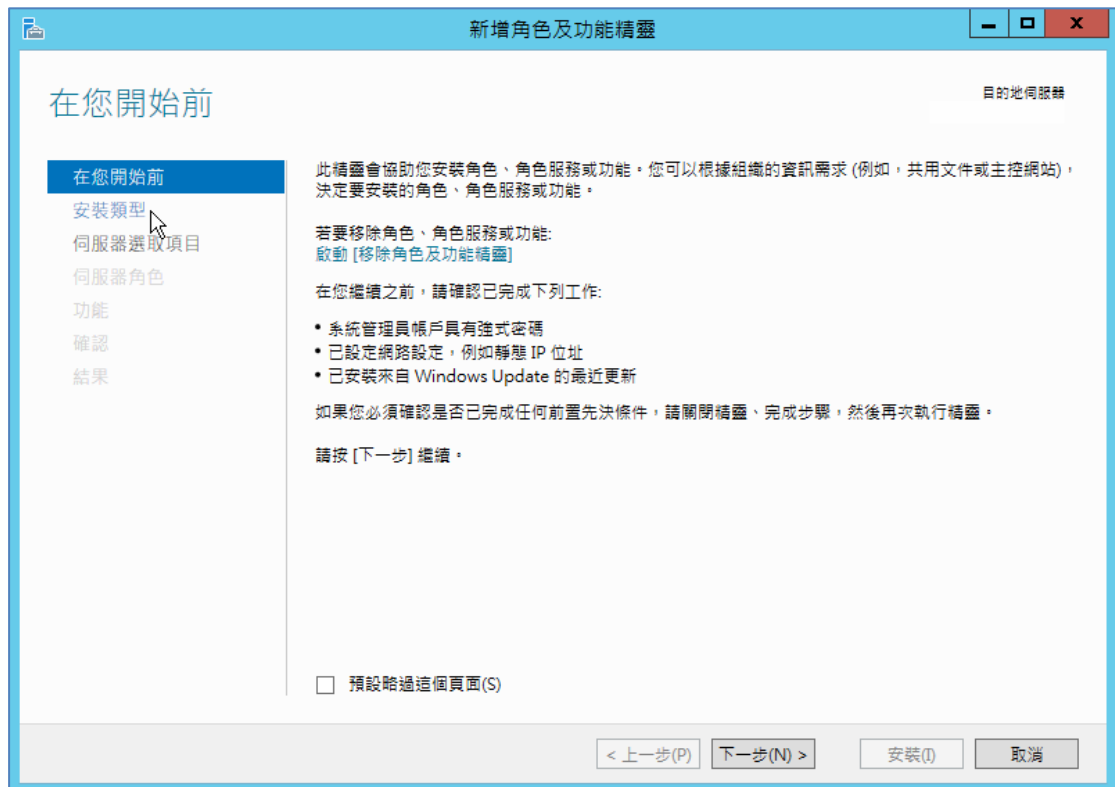 新增角色及功能精靈
在您開始前
目的地伺服器
在您開始前
安裝類型
伺服器選取項目
伺服器角色
功能
確認
結果
此精靈會協助您安裝角色、角色服務或功能。您可以根據組織的資訊需求 (例如，共用文件或主控網站)，
決定要安裝的角色、角色服務或功能。
若要移除角色、角色服務或功能:
啟動 [移除角色及功能精靈]
在您繼續之前，請確認已完成下列工作:
• 系統管理員帳戶具有強式密碼
• 已設定網路設定，例如靜態 IP 位址
• 已安裝來自 Windows Update 的最近更新
如果您必須確認是否已完成任何前置先決條件，請關閉精靈、完成步驟，然後再次執行精靈。
請按 [下一步] 繼續。
預設略過這個頁面(S)
< 上一步(P)
下一步(N) >
安裝(I)
取消